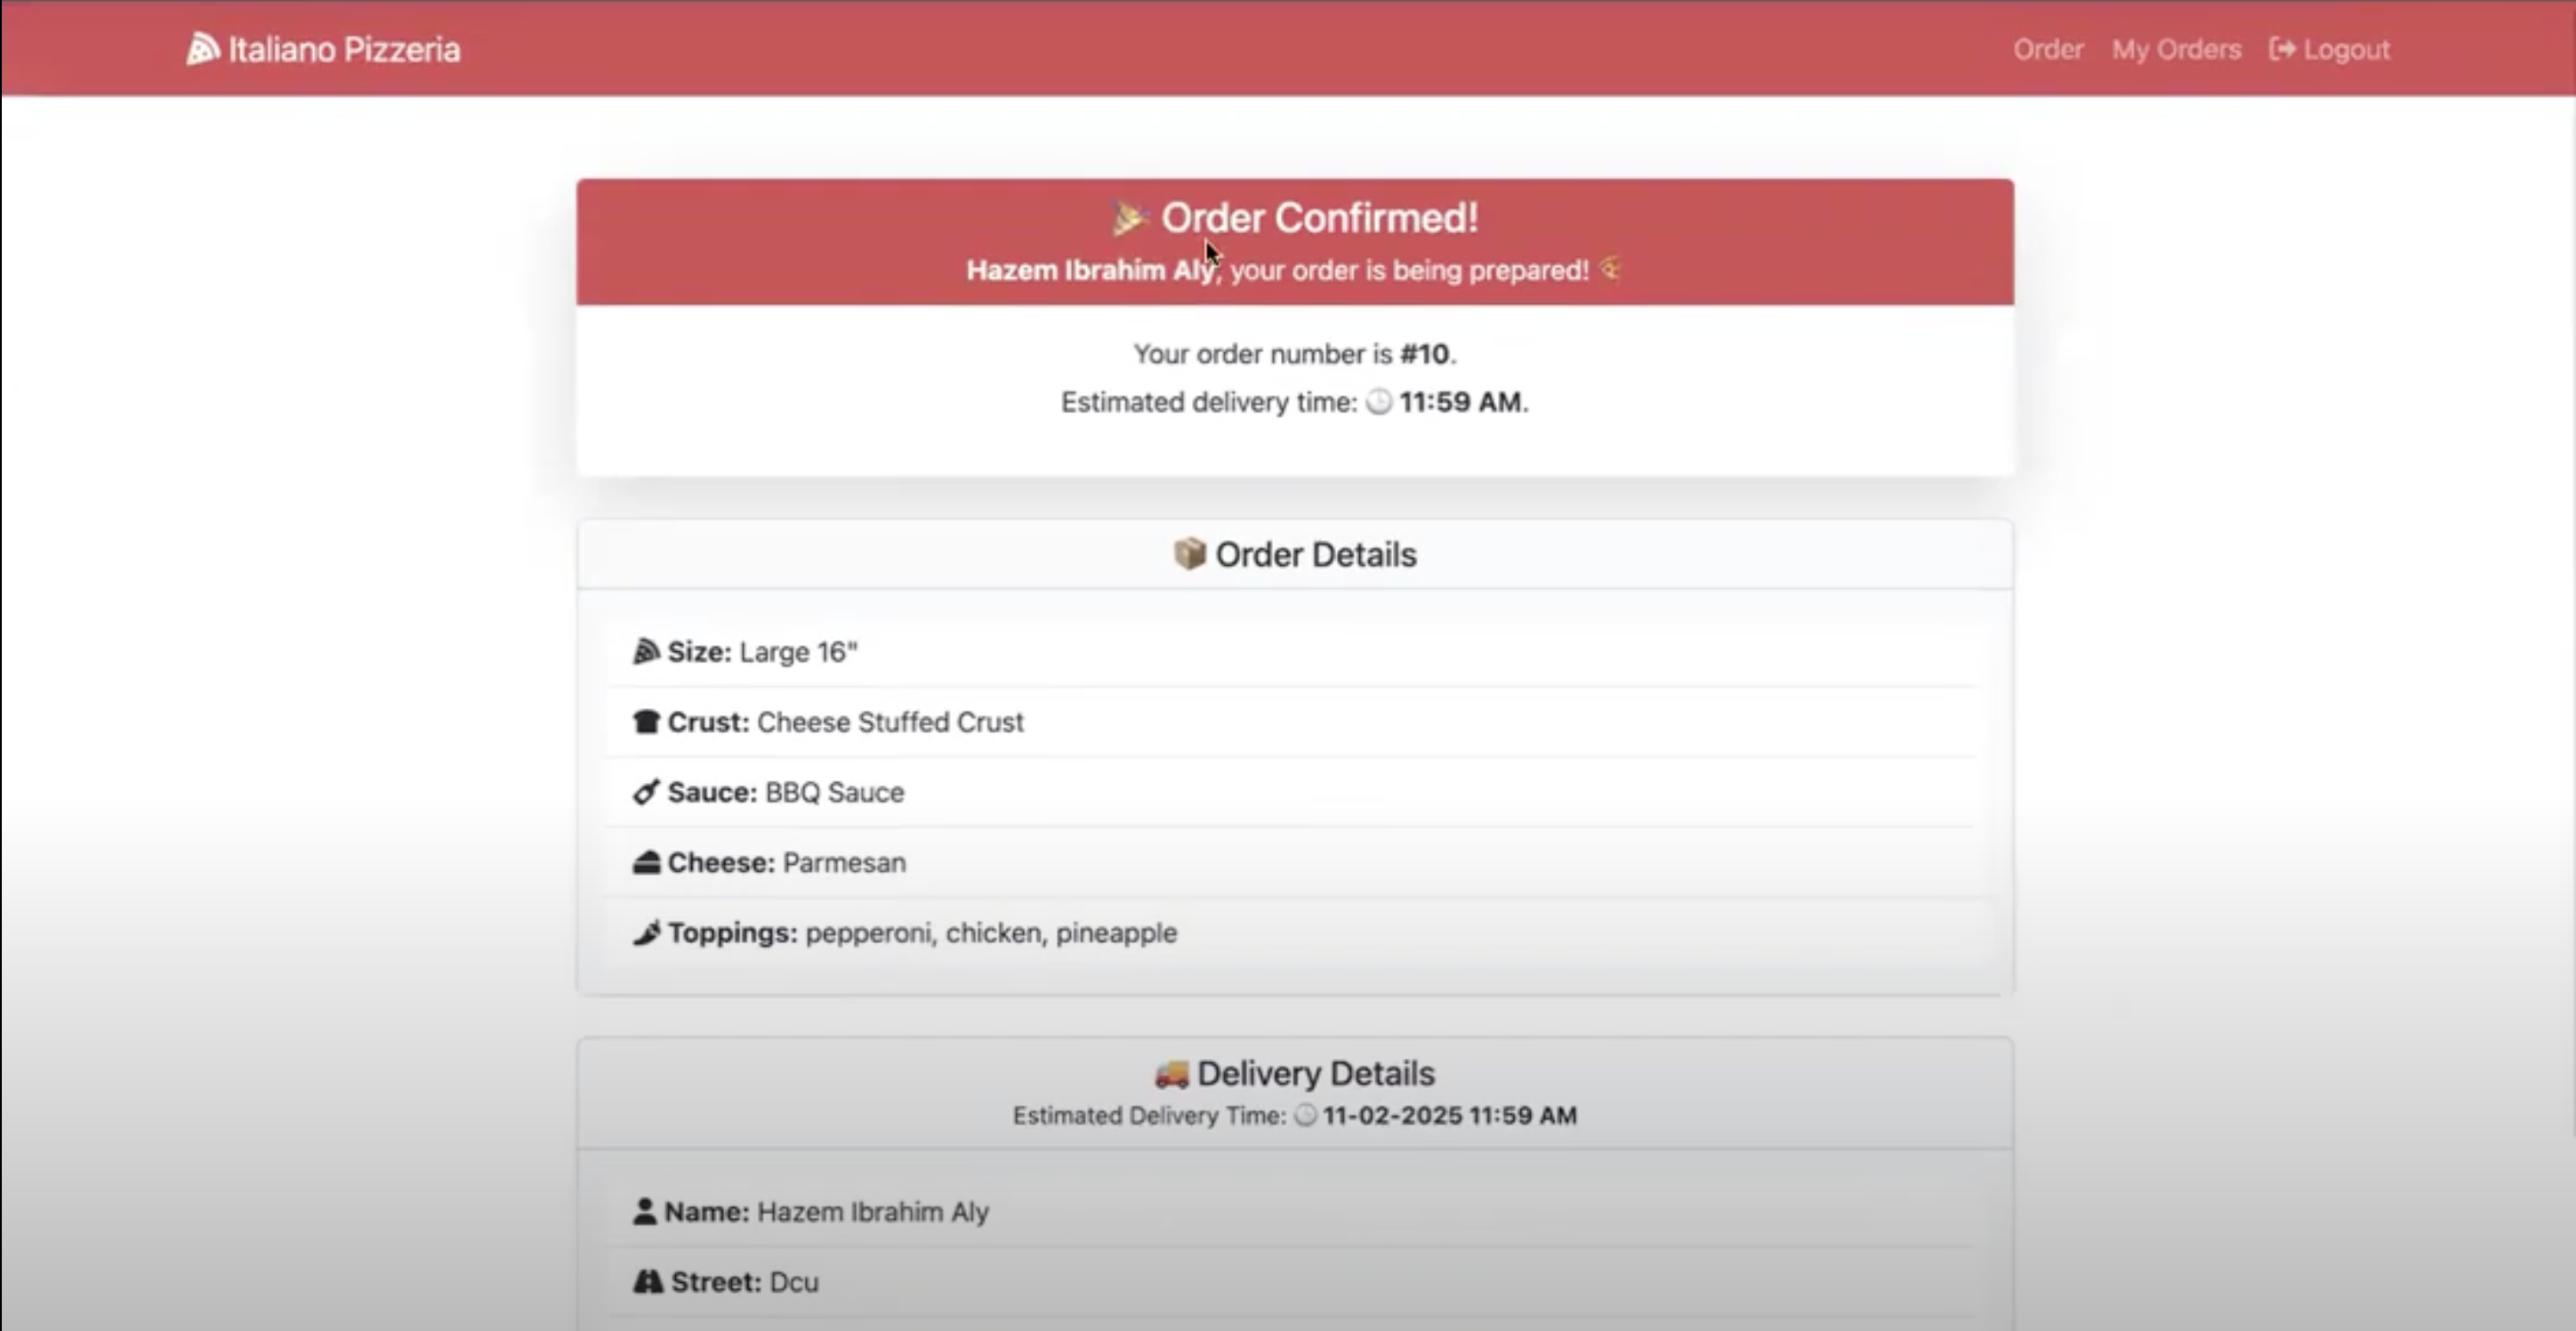 Italiano Pizzeria
Order My Orders Logout
Order Confirmed!
Hazem Ibrahim Aly, your order is being prepared!
Your order number is #10.
Estimated delivery time: 11:59 AM.
Order Details
Size: Large 16"
Crust: Cheese Stuffed Crust
Sauce: BBQ Sauce
Cheese: Parmesan
Toppings: pepperoni, chicken, pineapple
Delivery Details
Estimated Delivery Time: 11-02-2025 11:59 AM
Name: Hazem Ibrahim Aly
Street: Dcu